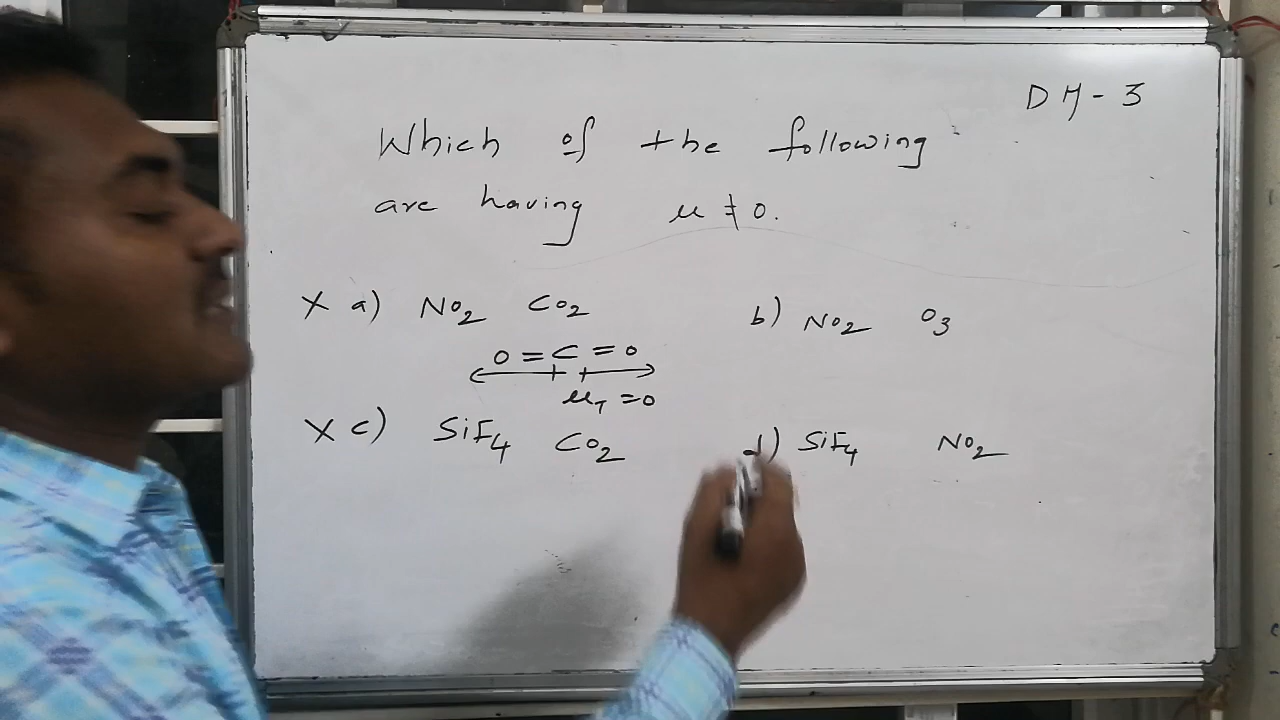 DM-3
Which of the following
are having μ ≠ 0.
X a) NO2 CO2
b) NO2 O3
O=C=O
μT=0
X c) SiF4 CO2
d) SiF4 NO2